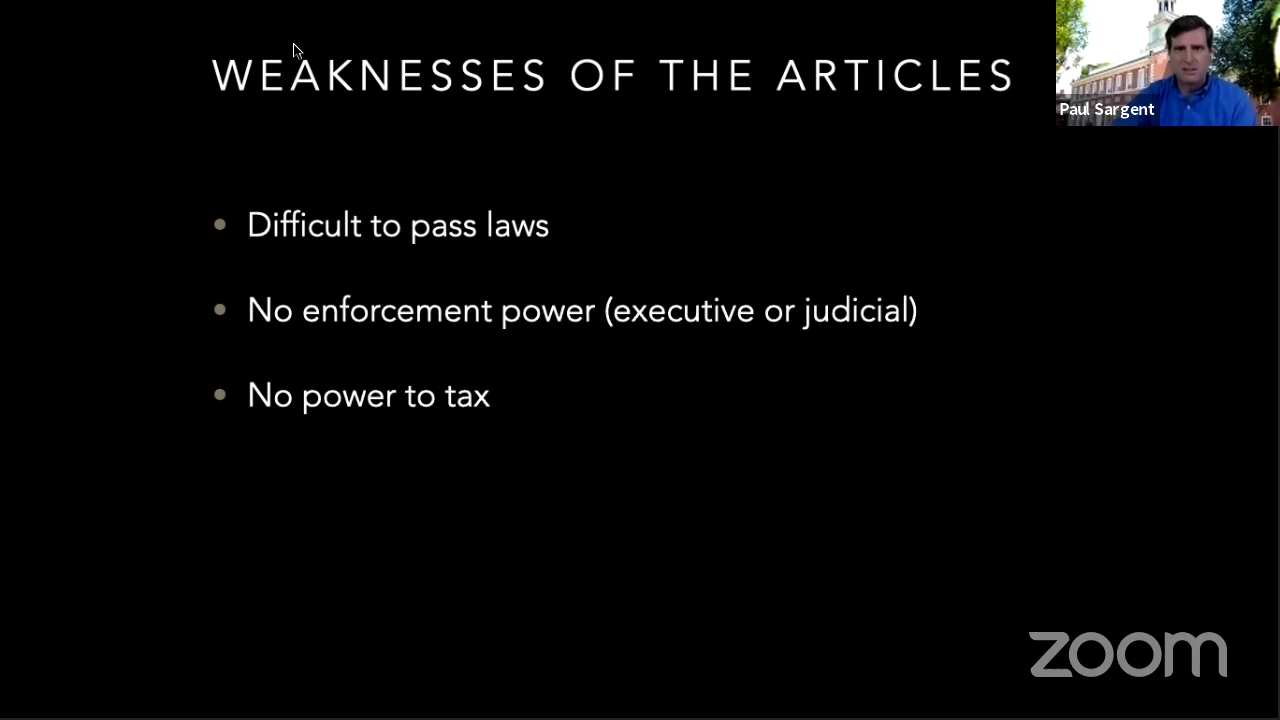 WEAKNESSES OF THE ARTICLES
Paul Sargent
• Difficult to pass laws
• No enforcement power (executive or judicial)
• No power to tax
zoom